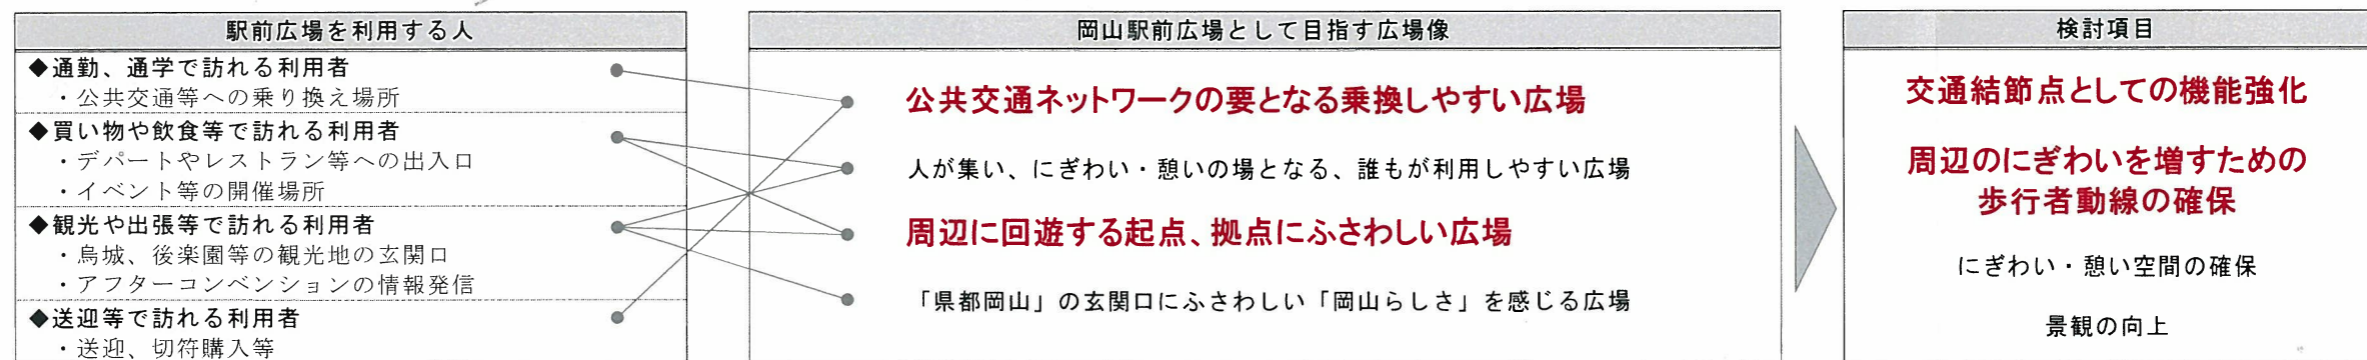 駅前広場を利用する人
◆通勤、通学で訪れる利用者
・公共交通等への乗り換え場所
◆買い物や飲食等で訪れる利用者
・デパートやレストラン等への出入口
・イベント等の開催場所
◆観光や出張等で訪れる利用者
・烏城、後楽園等の観光地の玄関口
・アフターコンベンションの情報発信
◆送迎等で訪れる利用者
・送迎、切符購入等
岡山駅前広場として目指す広場像
公共交通ネットワークの要となる乗換しやすい広場
人が集い、にぎわい・憩いの場となる、誰もが利用しやすい広場
周辺に回遊する起点、拠点にふさわしい広場
「県都岡山」の玄関口にふさわしい「岡山らしさ」を感じる広場
検討項目
交通結節点としての機能強化
周辺のにぎわいを増すための
歩行者動線の確保
にぎわい・憩い空間の確保
景観の向上